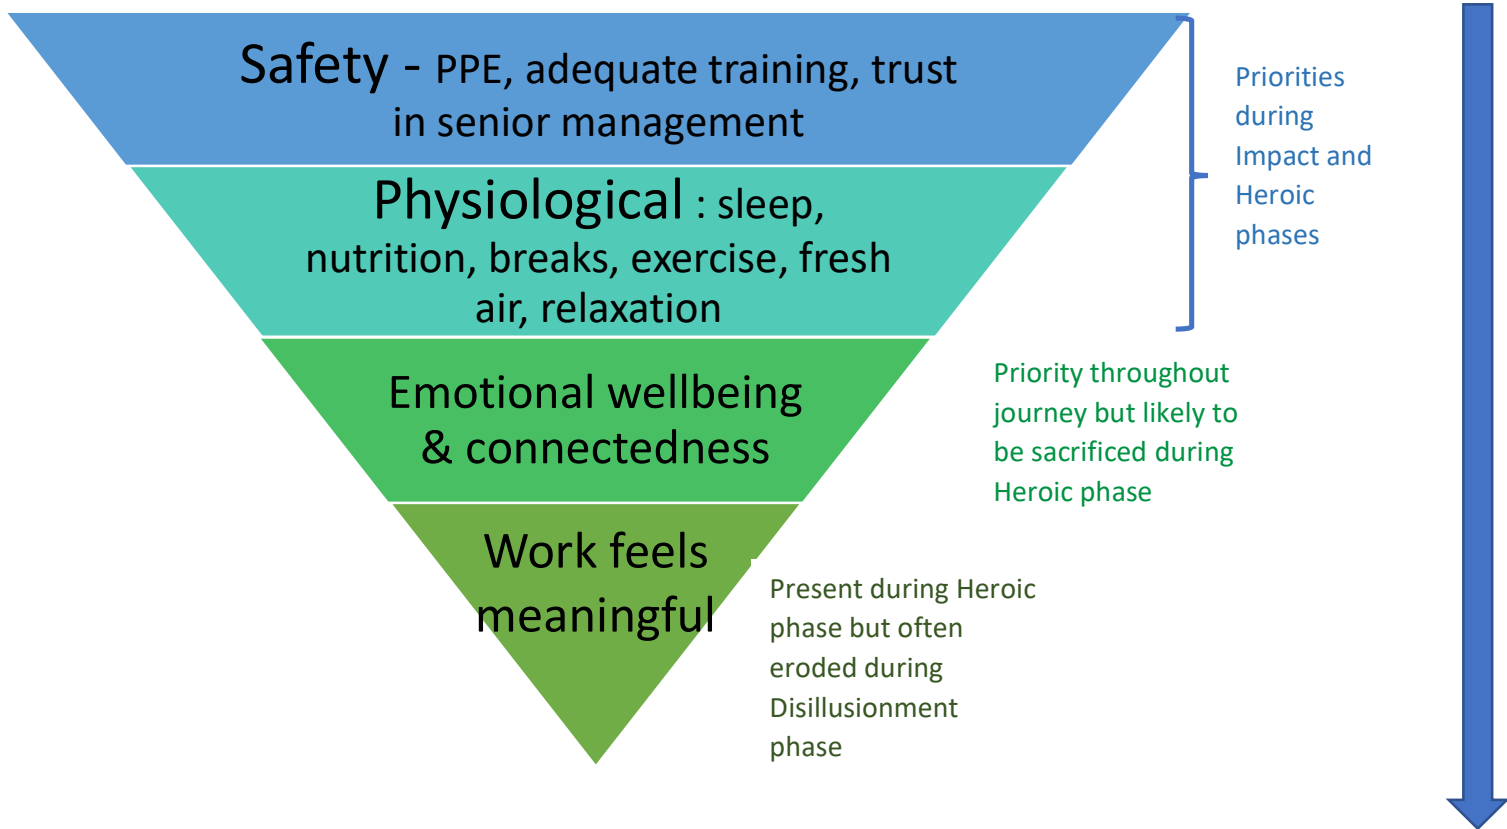 Safety - PPE, adequate training, trust
in senior management
Priorities
during
Impact and
Heroic
phases
Physiological : sleep,
nutrition, breaks, exercise, fresh
air, relaxation
Emotional wellbeing
& connectedness
Priority throughout
journey but likely to
be sacrificed during
Heroic phase
Work feels
meaningful
Present during Heroic
phase but often
eroded during
Disillusionment
phase